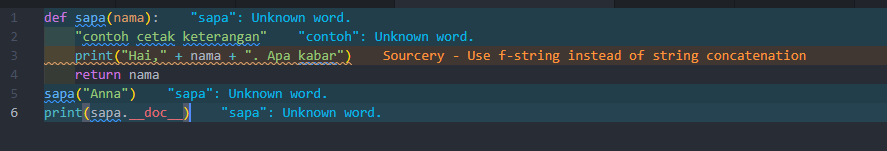 1 def sapa(nama): "sapa": Unknown word.
2 "contoh cetak keterangan" "contoh": Unknown word.
3 print("Hai," + nama + ". Apa kabar") Sourcery - Use f-string instead of string concatenation
4 return nama
5 sapa("Anna") "sapa": Unknown word.
6 print(sapa.__doc__) "sapa": Unknown word.